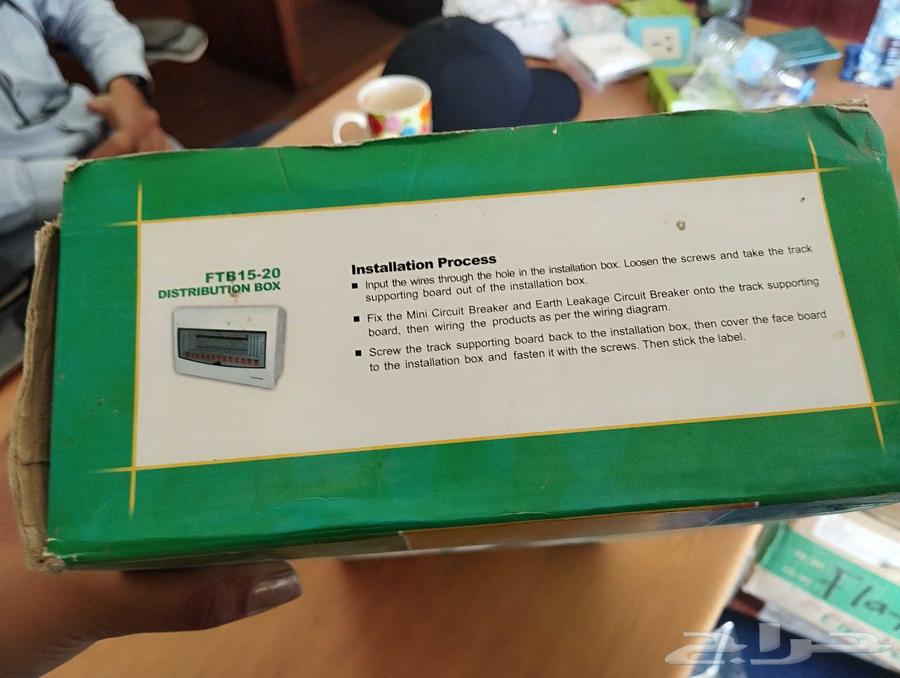 FTB15-20
DISTRIBUTION BOX
Installation Process
■ Input the wires through the hole in the installation box. Loosen the screws and take the track
supporting board out of the installation box.
■ Fix the Mini Circuit Breaker and Earth Leakage Circuit Breaker onto the track supporting
board, then wiring the products as per the wiring diagram.
■ Screw the track supporting board back to the installation box, then cover the face board
to the installation box and fasten it with the screws. Then stick the label.
حراج